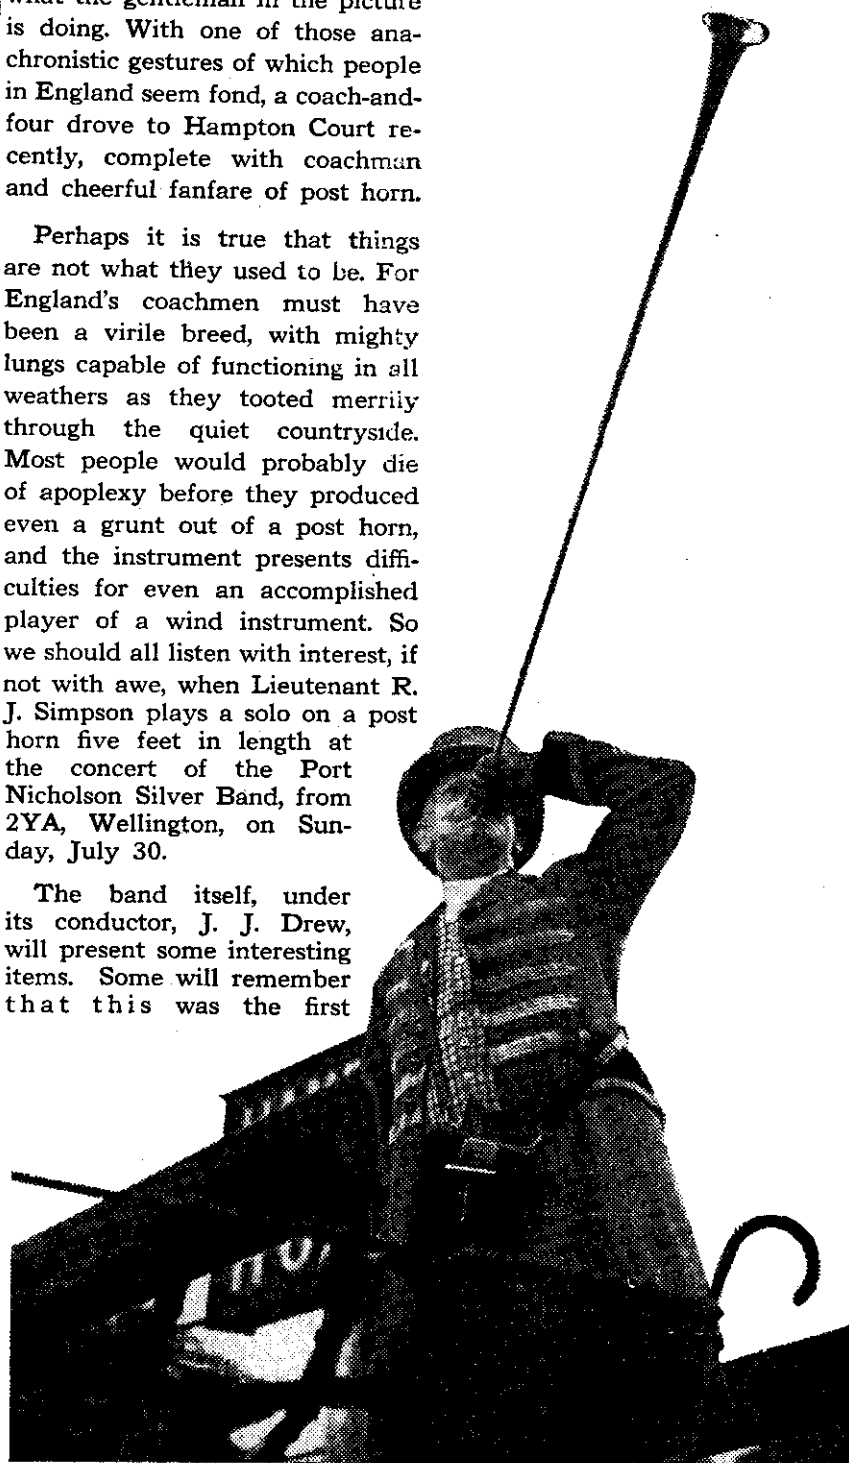 what the gentleman in the picture
is doing. With one of those ana-
chronistic gestures of which people
in England seem fond, a coach-and-
four drove to Hampton Court re-
cently, complete with coachman
and cheerful fanfare of post horn.
Perhaps it is true that things
are not what they used to be. For
England's coachmen must have
been a virile breed, with mighty
lungs capable of functioning in all
weathers as they tooted merrily
through the quiet countryside.
Most people would probably die
of apoplexy before they produced
even a grunt out of a post horn,
and the instrument presents diffi-
culties for even an accomplished
player of a wind instrument. So
we should all listen with interest, if
not with awe, when Lieutenant R.
J. Simpson plays a solo on a post
horn five feet in length at
the concert of the Port
Nicholson Silver Band, from
2YA, Wellington, on Sun-
day, July 30.
The band itself, under
its conductor, J. J. Drew,
will present some interesting
items. Some will remember
that this was the first